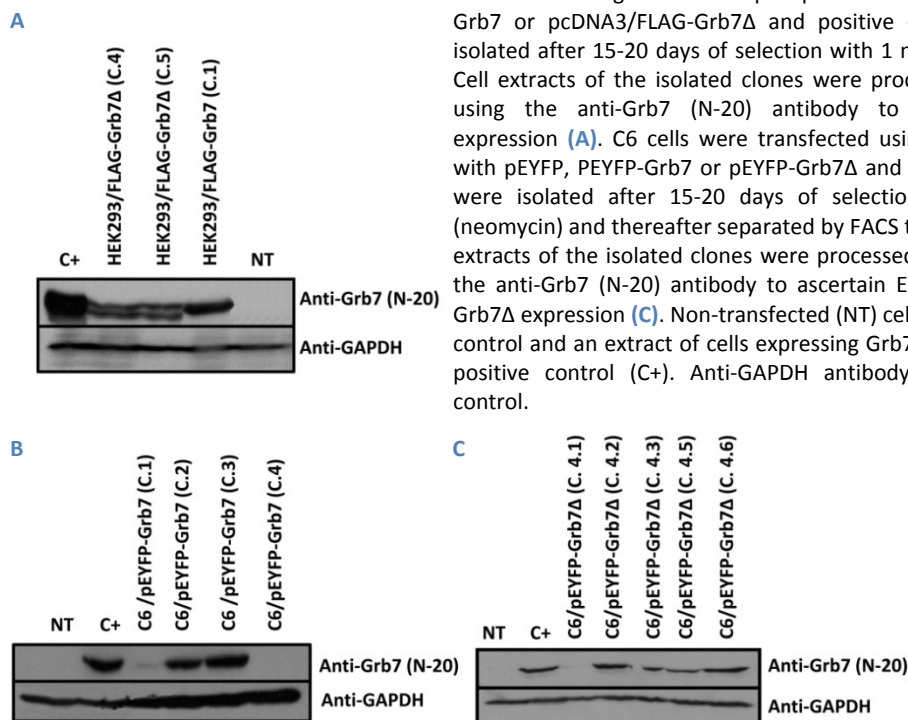 A
HEK293/FLAG-Grb7Δ (C.4)
HEK293/FLAG-Grb7Δ (C.5)
HEK293/FLAG-Grb7 (C.1)
C+
NT
Anti-Grb7 (N-20)
Anti-GAPDH
Grb7 or pcDNA3/FLAG-Grb7Δ and positive
isolated after 15-20 days of selection with 1
Cell extracts of the isolated clones were
using the anti-Grb7 (N-20) antibody to
expression (A). C6 cells were transfected
with pEYFP, PEYFP-Grb7 or pEYFP-Grb7Δ and
were isolated after 15-20 days of
(neomycin) and thereafter separated by FACS
extracts of the isolated clones were processed
the anti-Grb7 (N-20) antibody to ascertain
Grb7Δ expression (C). Non-transfected (NT)
control and an extract of cells expressing
positive control (C+). Anti-GAPDH antibody
control.
B
NT
C+
C6 /pEYFP-Grb7 (C.1)
C6/pEYFP-Grb7 (C.2)
C6 /pEYFP-Grb7 (C.3)
C6/pEYFP-Grb7 (C.4)
Anti-Grb7 (N-20)
Anti-GAPDH
C
NT
C+
C6/pEYFP-Grb7Δ (C. 4.1)
C6/pEYFP-Grb7Δ (C. 4.2)
C6/pEYFP-Grb7Δ (C. 4.3)
C6/pEYFP-Grb7Δ (C. 4.5)
C6/pEYFP-Grb7Δ (C. 4.6)
Anti-Grb7 (N-20)
Anti-GAPDH